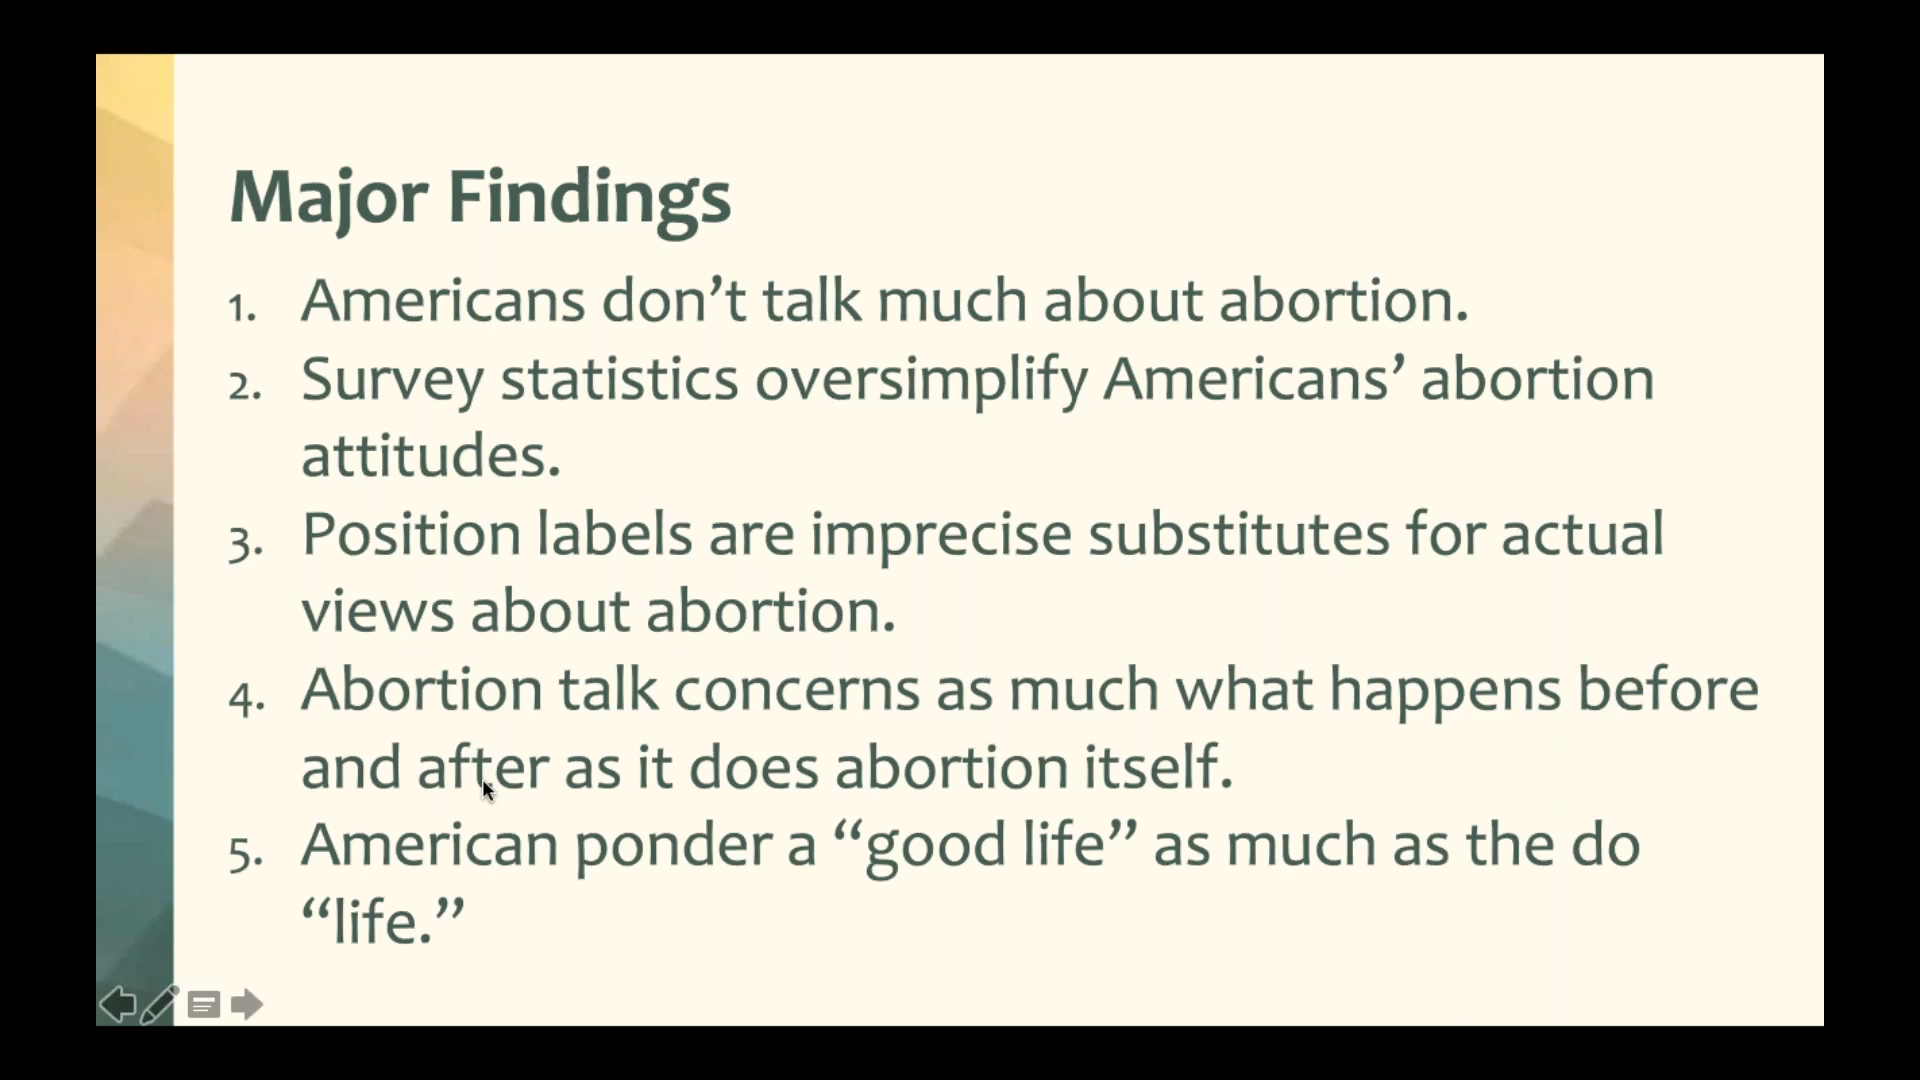 Major Findings
1. Americans don’t talk much about abortion.
2. Survey statistics oversimplify Americans’ abortion
attitudes.
3. Position labels are imprecise substitutes for actual
views about abortion.
4. Abortion talk concerns as much what happens before
and after as it does abortion itself.
5. American ponder a “good life” as much as the do
“life.”